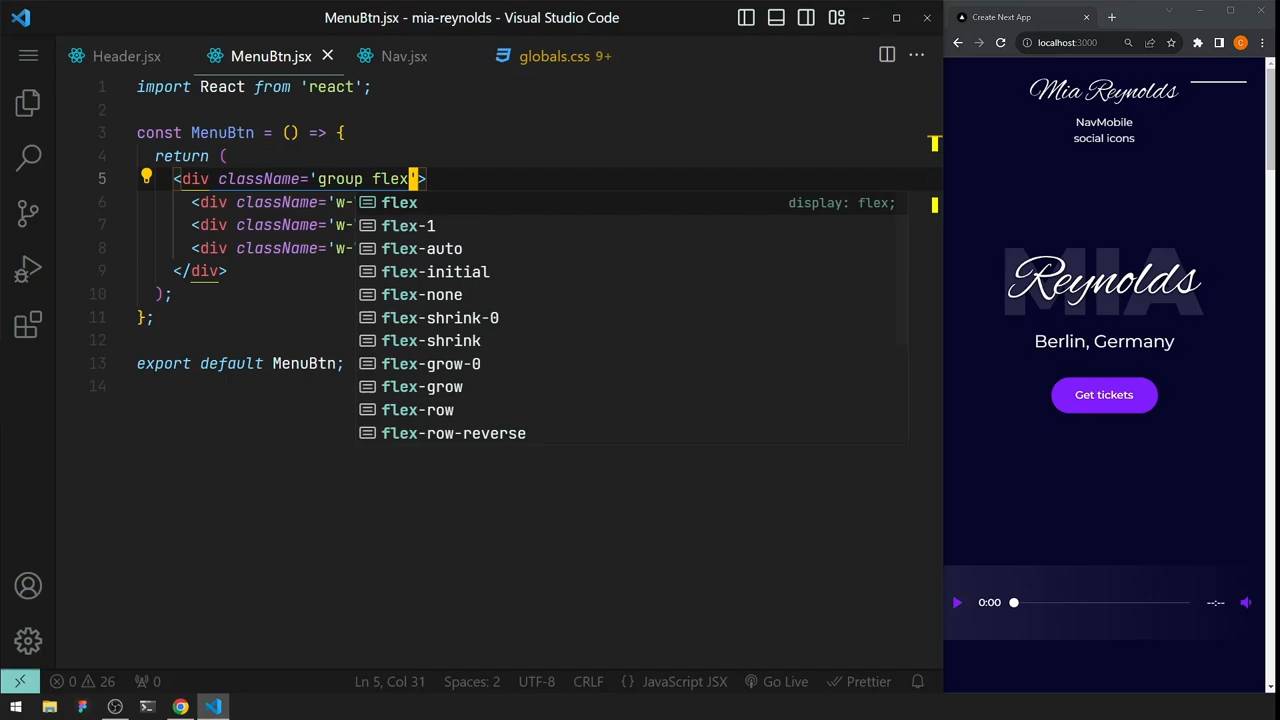 MenuBtn.jsx - mia-reynolds - Visual Studio Code
Header.jsx
MenuBtn.jsx
Nav.jsx
globals.css 9+
1 import React from 'react';
2
3 const MenuBtn = () => {
4 return (
5 <div className='group flex'>
6 <div className='w-
7 <div className='w-
8 <div className='w-
9 </div>
10 );
11 };
12
13 export default MenuBtn;
14
flex display: flex;
flex-1
flex-auto
flex-initial
flex-none
flex-shrink-0
flex-shrink
flex-grow-0
flex-grow
flex-row
flex-row-reverse
0 26 0
Ln 5, Col 31
Spaces: 2
UTF-8
CRLF
{} JavaScript JSX
Go Live
Prettier
Create Next App
localhost:3000
C
Mia Reynolds
NavMobile
social icons
MIA
Reynolds
Berlin, Germany
Get tickets
0:00
--:--